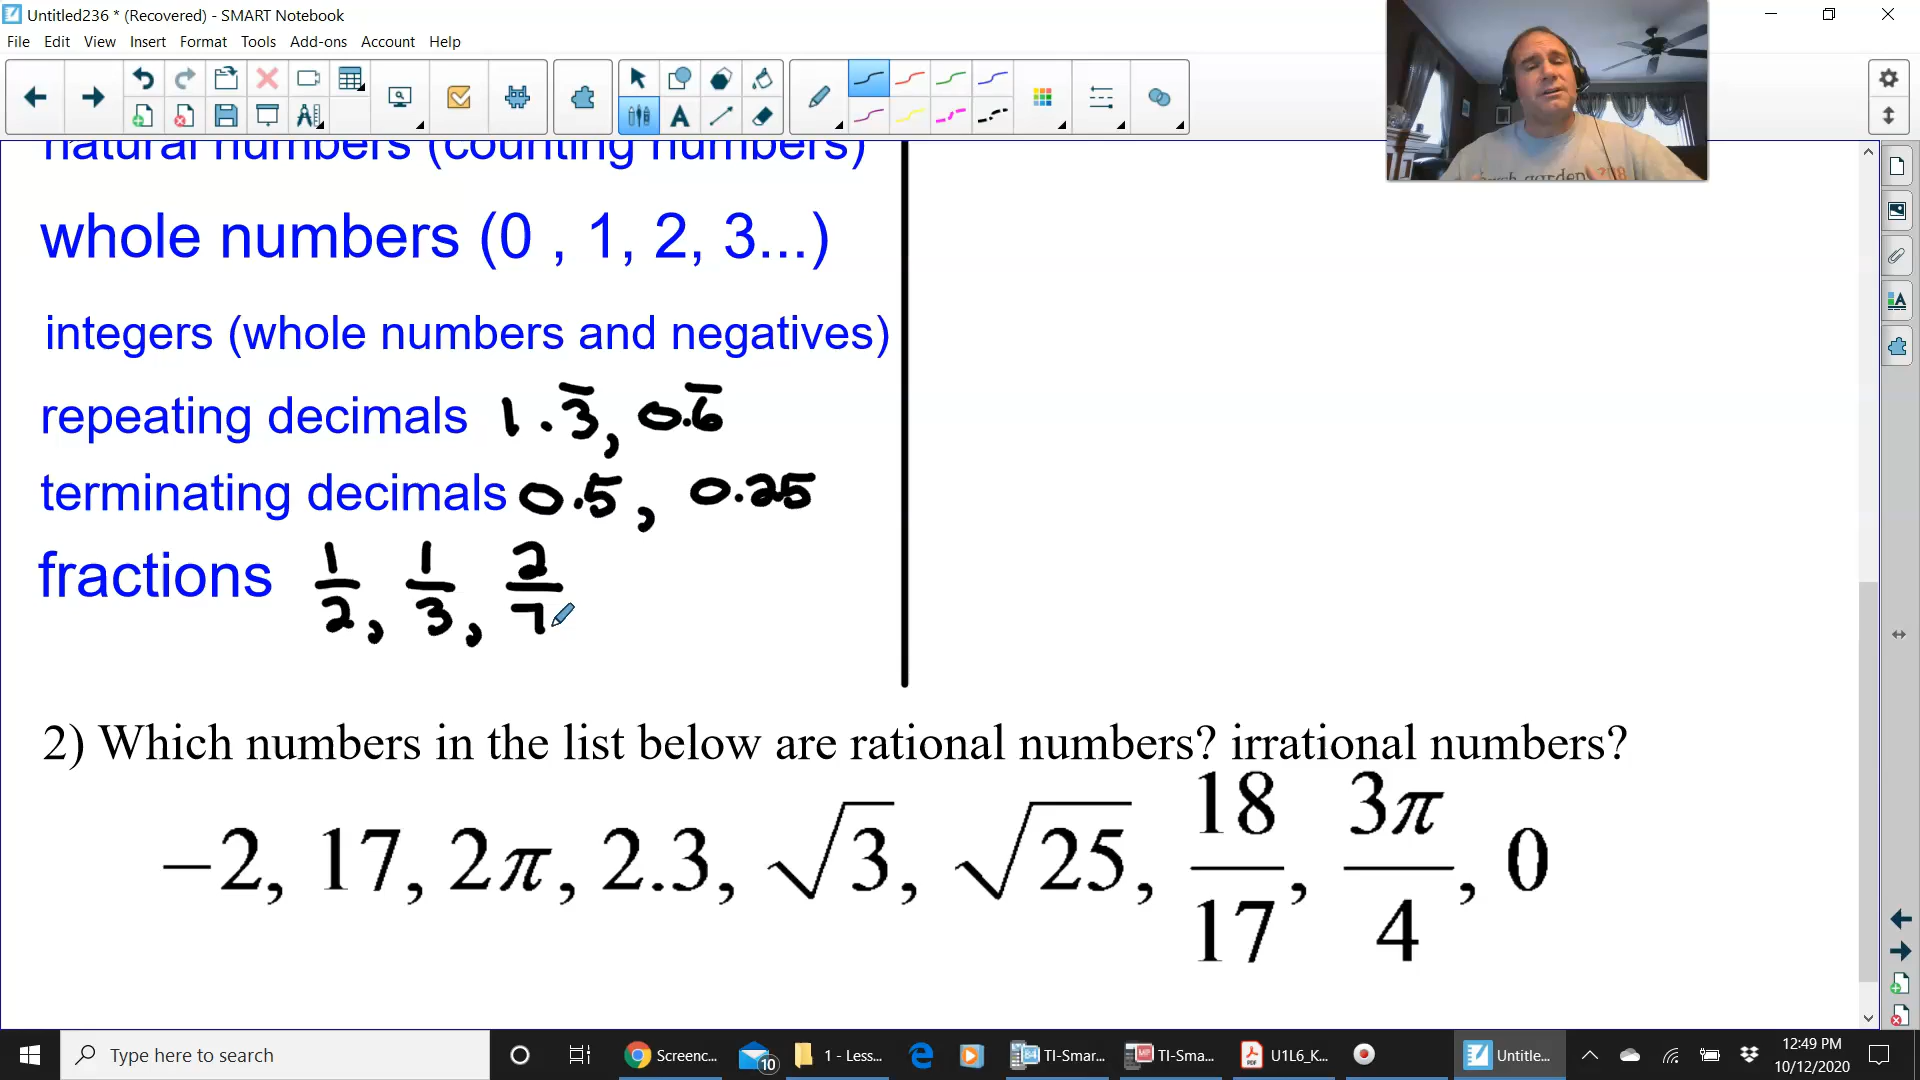 Untitled236 * (Recovered) - SMART Notebook
File Edit View Insert Format Tools Add-ons Account Help
natural numbers (counting numbers)
whole numbers (0 , 1, 2, 3...)
integers (whole numbers and negatives)
repeating decimals 1.3̅, 0.6̅
terminating decimals 0.5, 0.25
fractions 1/2, 1/3, 2/7
2) Which numbers in the list below are rational numbers? irrational numbers?
−2, 17, 2π, 2.3, √3, √25, 18/17, 3π/4, 0
Type here to search
10
Screenc...
1 - Less...
TI-Smar...
TI-Sma...
U1L6_K...
Untitle...
12:49 PM
10/12/2020